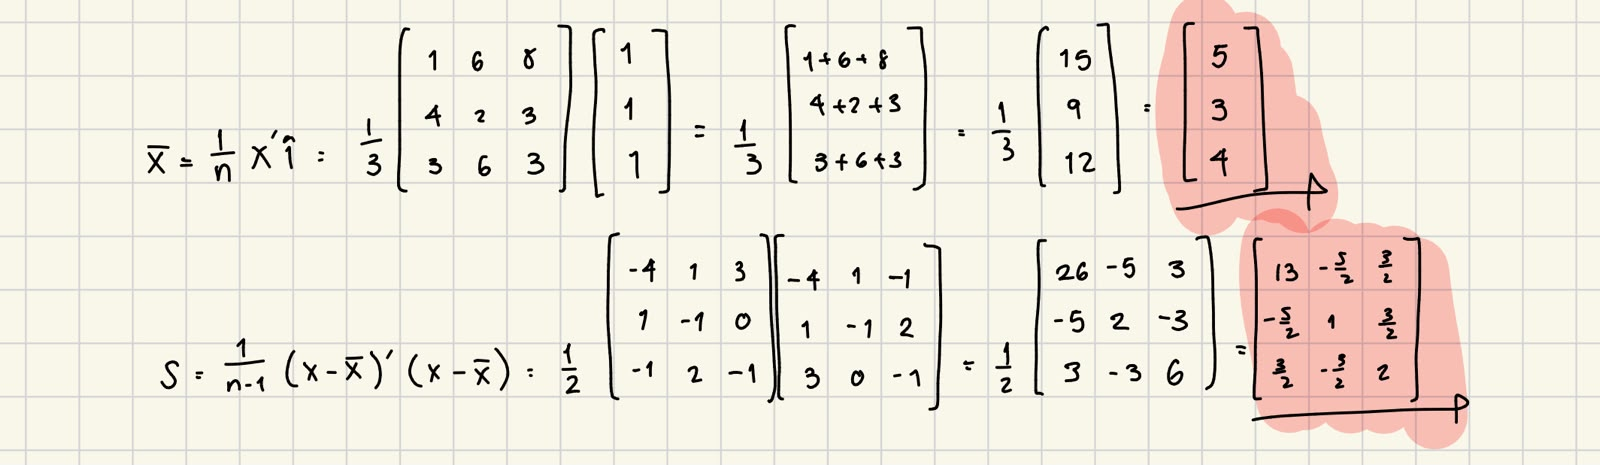 x̄ = 1/n X'1̂ = 1/3 [1 6 8; 4 2 3; 3 6 3] [1; 1; 1] = 1/3 [1+6+8; 4+2+3; 3+6+3] = 1/3 [15; 9; 12] = [5; 3; 4]
S = 1/(n-1) (x-x̄)' (x-x̄) = 1/2 [-4 1 3; 1 -1 0; -1 2 -1] [-4 1 -1; 1 -1 2; 3 0 -1] = 1/2 [26 -5 3; -5 2 -3; 3 -3 6] = [13 -5/2 3/2; -5/2 1 3/2; 3/2 -3/2 2]